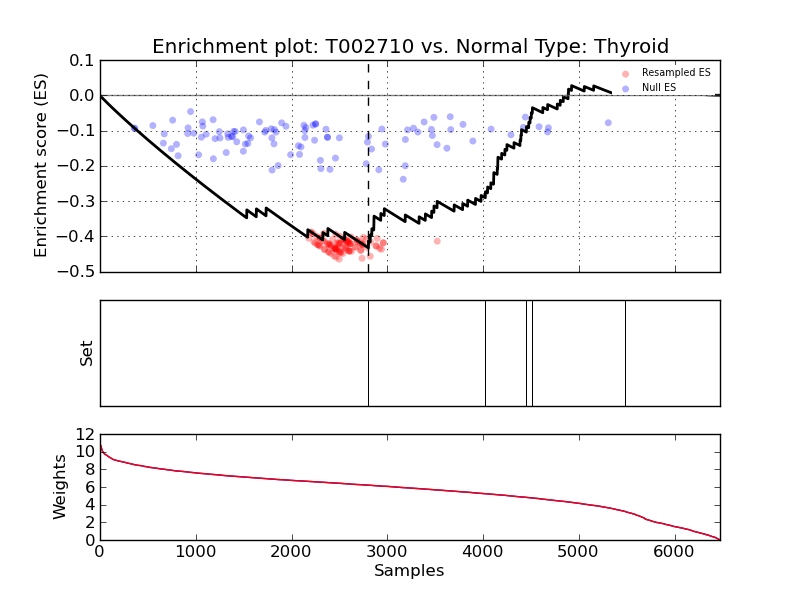 Enrichment plot: T002710 vs. Normal Type: Thyroid
Enrichment score (ES)
0.1
0.0
−0.1
−0.2
−0.3
−0.4
−0.5
Resampled ES
Null ES
Set
Weights
12
10
8
6
4
2
0
0 1000 2000 3000 4000 5000 6000
Samples